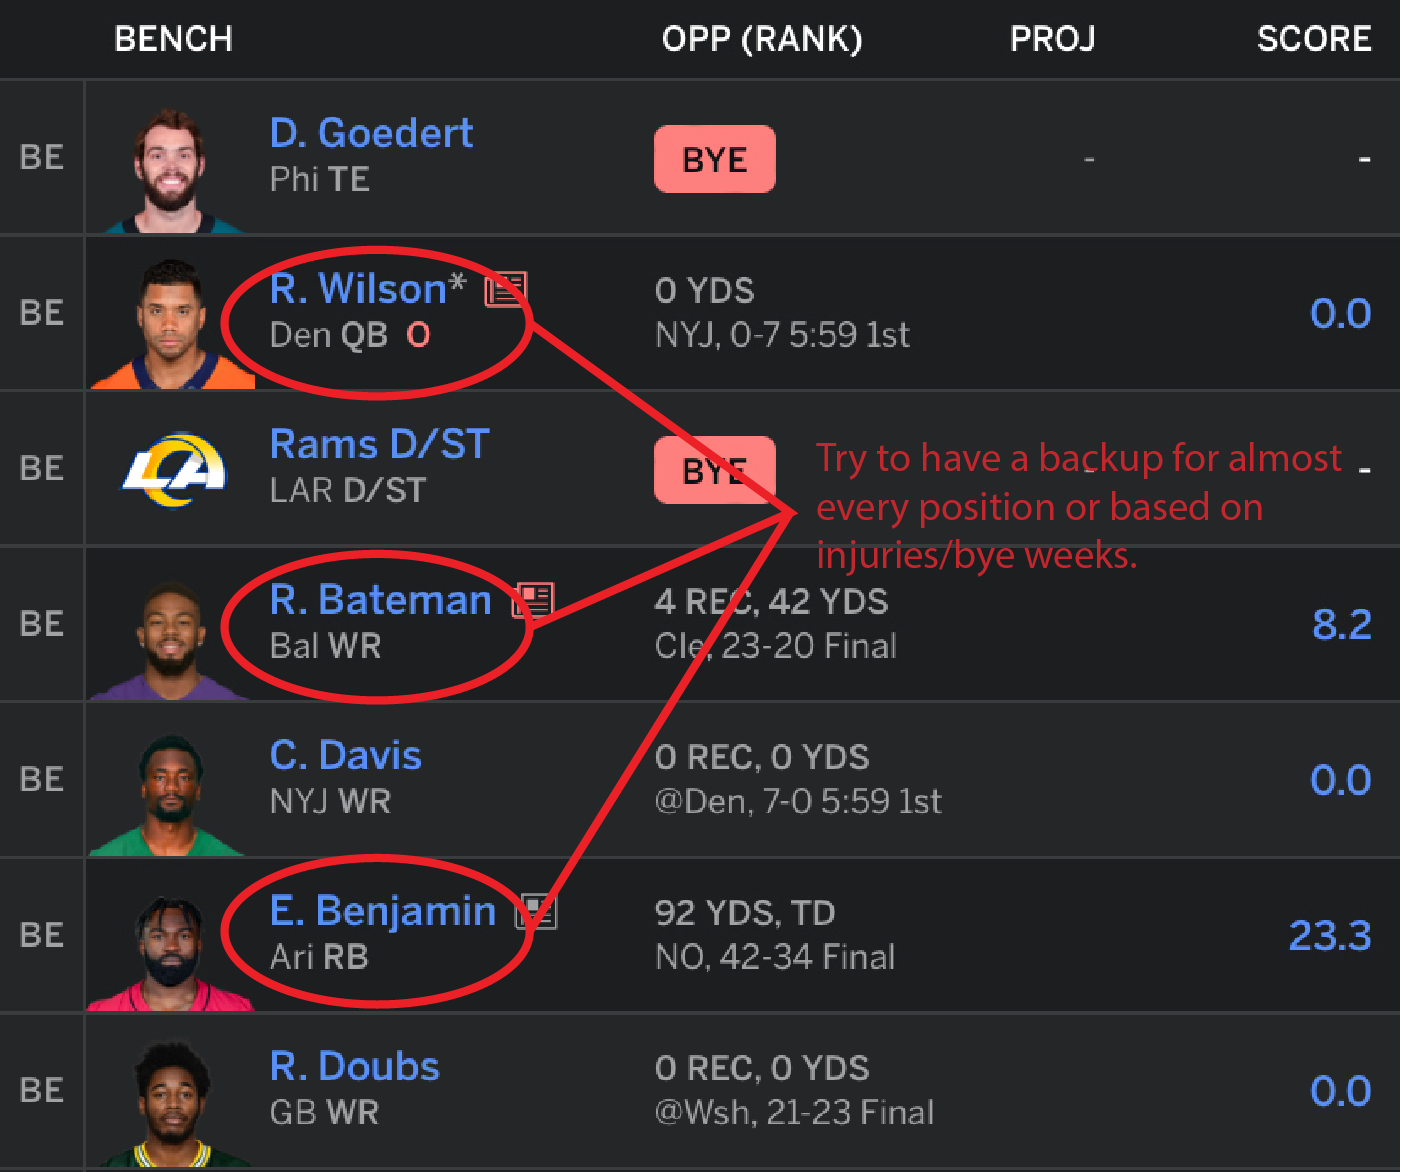 BENCH OPP (RANK) PROJ SCORE
BE D. Goedert BYE - -
Phi TE
BE R. Wilson* 0 YDS 0.0
Den QB O NYJ, 0-7 5:59 1st
BE Rams D/ST BYE - -
LAR D/ST
Try to have a backup for almost
every position or based on
injuries/bye weeks.
BE R. Bateman 4 REC, 42 YDS 8.2
Bal WR Cle, 23-20 Final
BE C. Davis 0 REC, 0 YDS 0.0
NYJ WR @Den, 7-0 5:59 1st
BE E. Benjamin 92 YDS, TD 23.3
Ari RB NO, 42-34 Final
BE R. Doubs 0 REC, 0 YDS 0.0
GB WR @Wsh, 21-23 Final